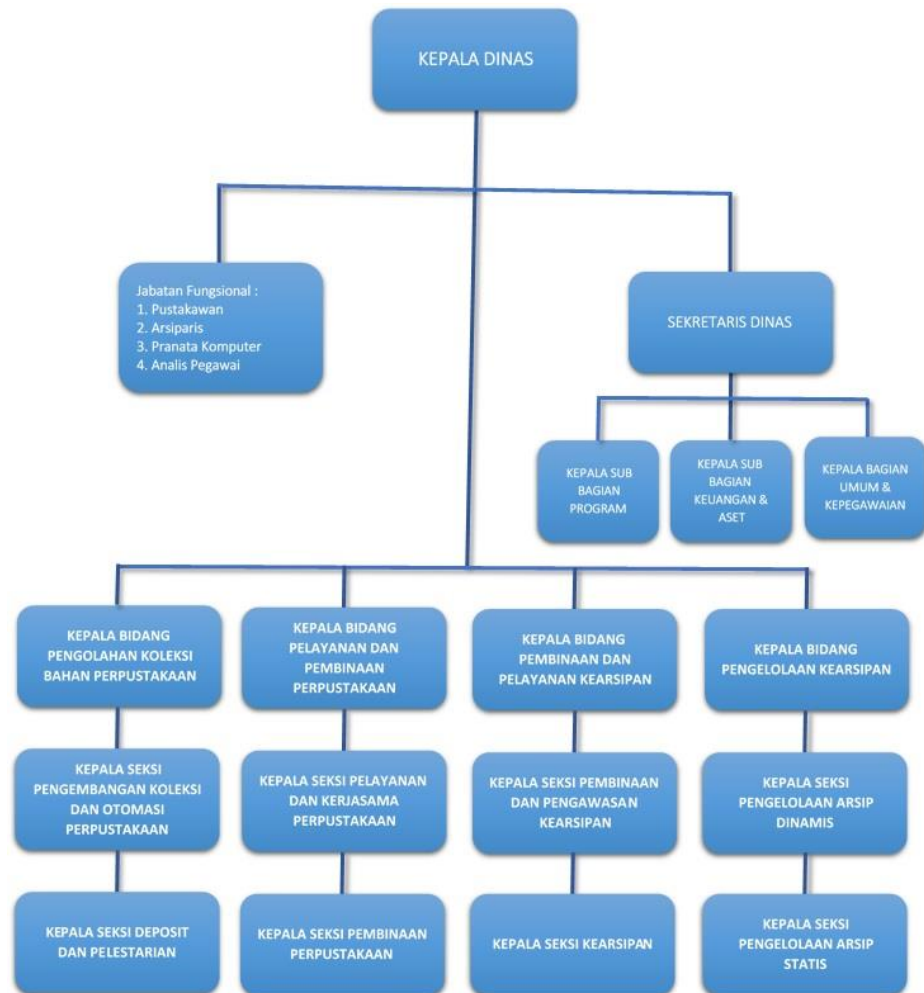 KEPALA DINAS
Jabatan Fungsional :
1. Pustakawan
2. Arsiparis
3. Pranata Komputer
4. Analis Pegawai
SEKRETARIS DINAS
KEPALA SUB
BAGIAN
PROGRAM
KEPALA SUB
BAGIAN
KEUANGAN &
ASET
KEPALA BAGIAN
UMUM &
KEPEGAWAIAN
KEPALA BIDANG
PENGOLAHAN KOLEKSI
BAHAN PERPUSTAKAAN
KEPALA BIDANG
PELAYANAN DAN
PEMBINAAN
PERPUSTAKAAN
KEPALA BIDANG
PEMBINAAN DAN
PELAYANAN KEARSIPAN
KEPALA BIDANG
PENGELOLAAN KEARSIPAN
KEPALA SEKSI
PENGEMBANGAN KOLEKSI
DAN OTOMASI
PERPUSTAKAAN
KEPALA SEKSI PELAYANAN
DAN KERJASAMA
PERPUSTAKAAN
KEPALA SEKSI PEMBINAAN
DAN PENGAWASAN
KEARSIPAN
KEPALA SEKSI
PENGELOLAAN ARSIP
DINAMIS
KEPALA SEKSI DEPOSIT
DAN PELESTARIAN
KEPALA SEKSI PEMBINAAN
PERPUSTAKAAN
KEPALA SEKSI KEARSIPAN
KEPALA SEKSI
PENGELOLAAN ARSIP
STATIS